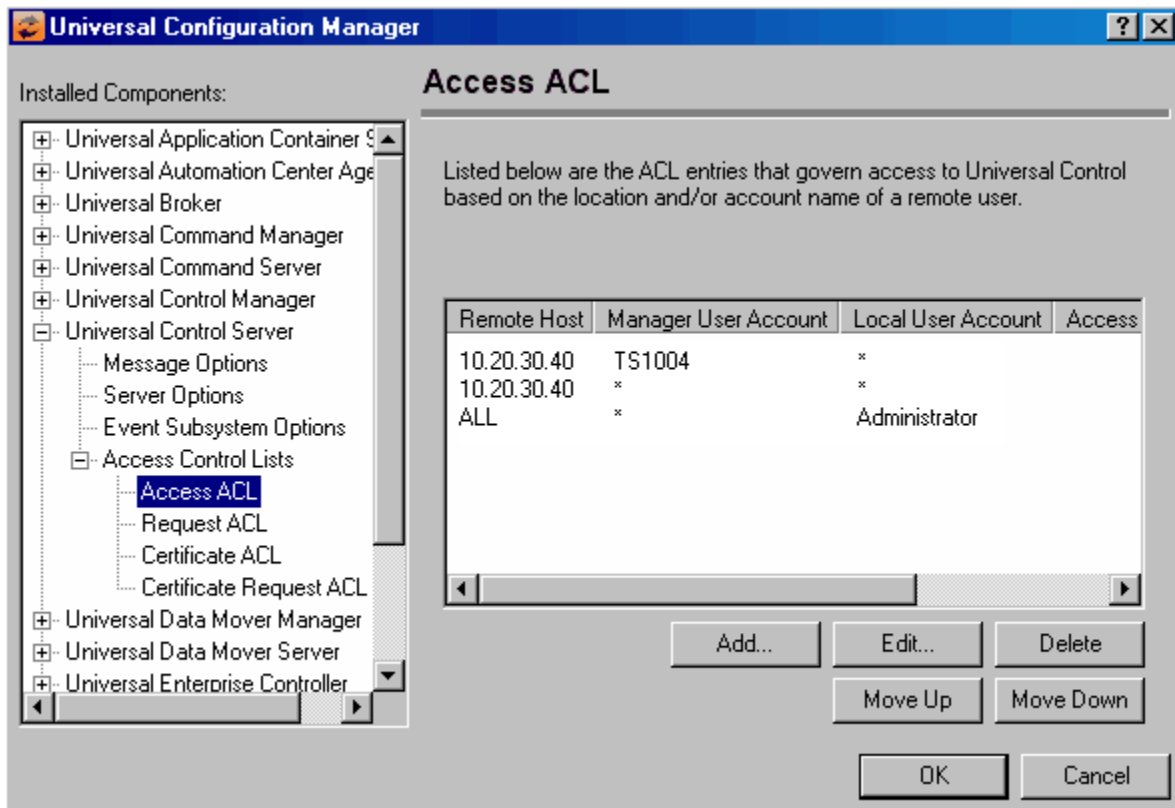 Universal Configuration Manager
Installed Components:
Universal Application Container S
Universal Automation Center Age
Universal Broker
Universal Command Manager
Universal Command Server
Universal Control Manager
Universal Control Server
Message Options
Server Options
Event Subsystem Options
Access Control Lists
Access ACL
Request ACL
Certificate ACL
Certificate Request ACL
Universal Data Mover Manager
Universal Data Mover Server
Universal Enterprise Controller
Access ACL
Listed below are the ACL entries that govern access to Universal Control
based on the location and/or account name of a remote user.
Remote Host Manager User Account Local User Account Access
10.20.30.40 TS1004 *
10.20.30.40 * *
ALL * Administrator
Add... Edit... Delete
Move Up Move Down
OK Cancel